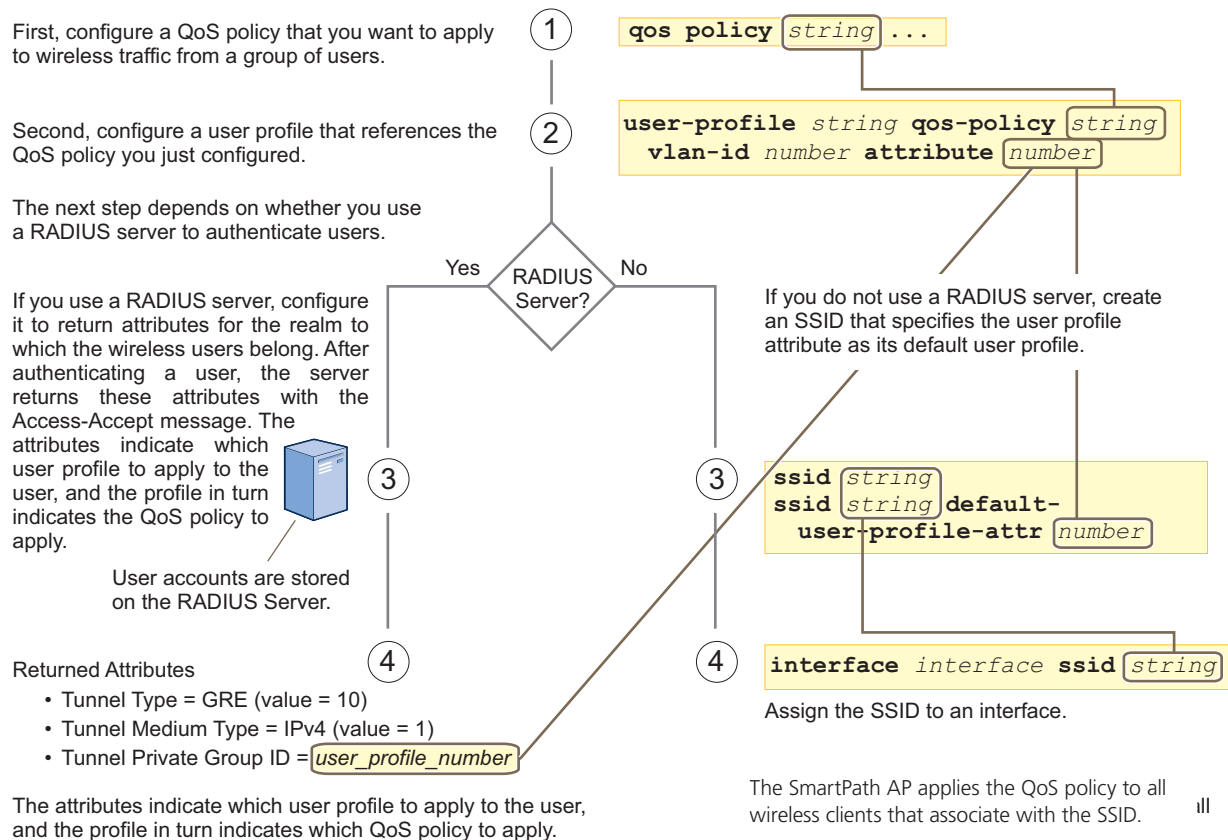 First, configure a QoS policy that you want to apply
to wireless traffic from a group of users.
1
qos policy string ...
Second, configure a user profile that references the
QoS policy you just configured.
2
user-profile string qos-policy string
vlan-id number attribute number
The next step depends on whether you use
a RADIUS server to authenticate users.
Yes
RADIUS
Server?
No
If you use a RADIUS server, configure
it to return attributes for the realm to
which the wireless users belong. After
authenticating a user, the server
returns these attributes with the
Access-Accept message. The
attributes indicate which
user profile to apply to the
user, and the profile in turn
indicates the QoS policy to
apply.
User accounts are stored
on the RADIUS Server.
3
If you do not use a RADIUS server, create
an SSID that specifies the user profile
attribute as its default user profile.
3
ssid string
ssid string default-
user-profile-attr number
4
Returned Attributes
• Tunnel Type = GRE (value = 10)
• Tunnel Medium Type = IPv4 (value = 1)
• Tunnel Private Group ID = user_profile_number
The attributes indicate which user profile to apply to the user,
and the profile in turn indicates which QoS policy to apply.
4
interface interface ssid string
Assign the SSID to an interface.
The SmartPath AP applies the QoS policy to all
wireless clients that associate with the SSID.